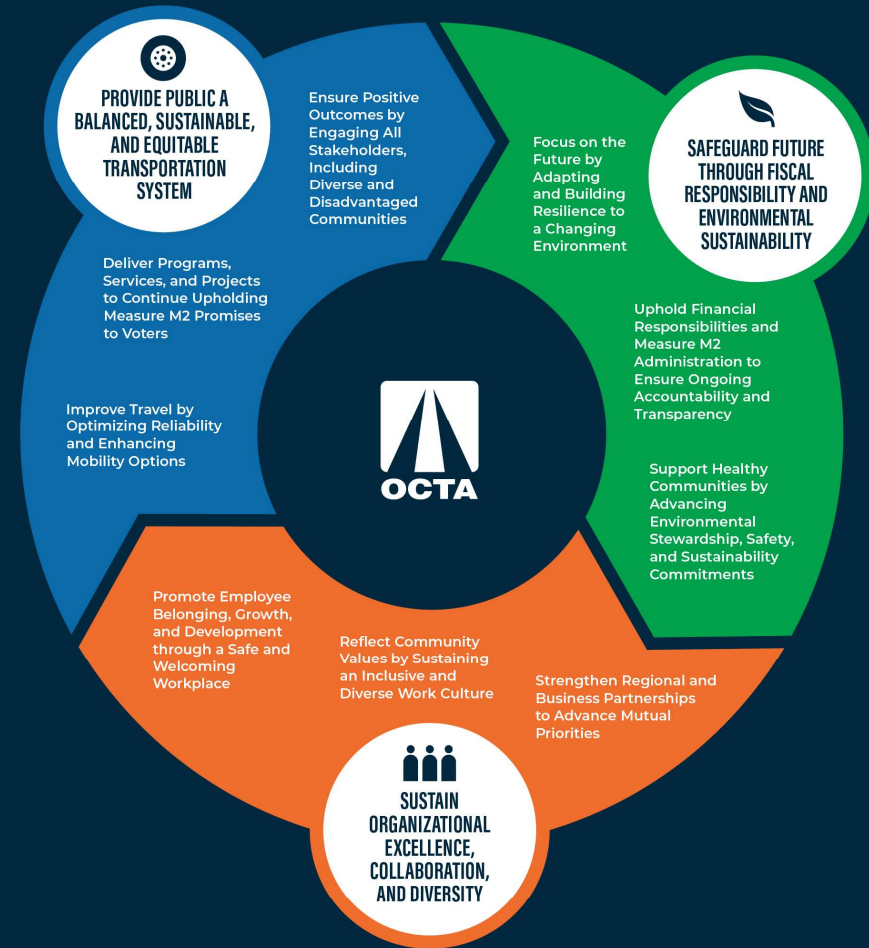 PROVIDE PUBLIC A
BALANCED, SUSTAINABLE,
AND EQUITABLE
TRANSPORTATION
SYSTEM
Ensure Positive
Outcomes by
Engaging All
Stakeholders,
Including
Diverse and
Disadvantaged
Communities
Deliver Programs,
Services, and Projects
to Continue Upholding
Measure M2 Promises
to Voters
Improve Travel by
Optimizing Reliability
and Enhancing
Mobility Options
SAFEGUARD FUTURE
THROUGH FISCAL
RESPONSIBILITY AND
ENVIRONMENTAL
SUSTAINABILITY
Focus on the
Future by
Adapting
and Building
Resilience to
a Changing
Environment
Uphold Financial
Responsibilities and
Measure M2
Administration to
Ensure Ongoing
Accountability and
Transparency
Support Healthy
Communities by
Advancing
Environmental
Stewardship, Safety,
and Sustainability
Commitments
OCTA
Promote Employee
Belonging, Growth,
and Development
through a Safe and
Welcoming
Workplace
Reflect Community
Values by Sustaining
an Inclusive and
Diverse Work Culture
Strengthen Regional and
Business Partnerships
to Advance Mutual
Priorities
SUSTAIN
ORGANIZATIONAL
EXCELLENCE,
COLLABORATION,
AND DIVERSITY